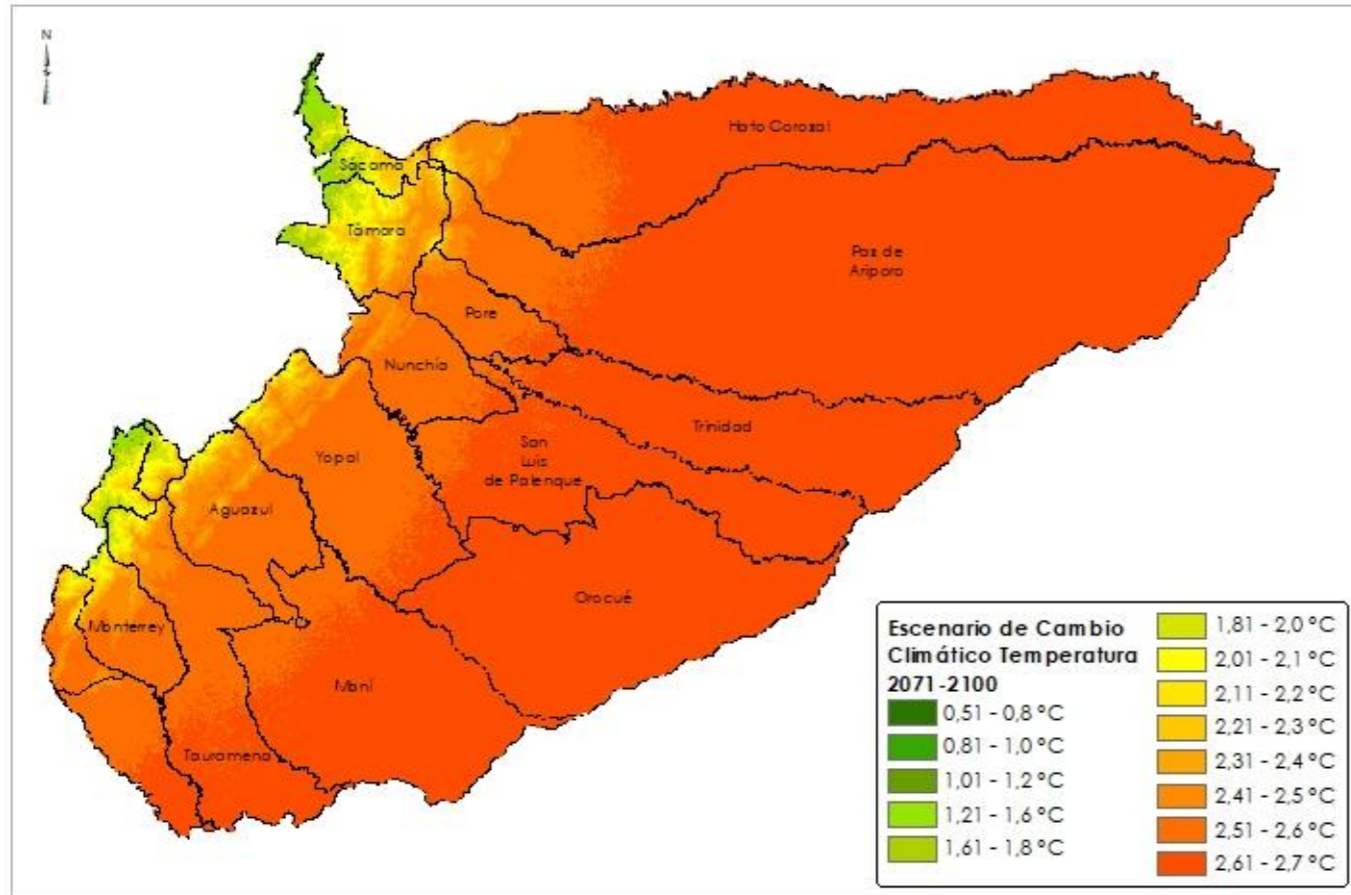 N
Hato Corozal
Sácama
Támara
Paz de
Ariporo
Pore
Nunchía
Trinidad
San
Luis
de Palenque
Yopal
Aguazul
Orocué
Monterrey
Maní
Tauramena
Escenario de Cambio
Climático Temperatura
2071-2100
0,51 - 0,8 °C
0,81 - 1,0 °C
1,01 - 1,2 °C
1,21 - 1,6 °C
1,61 - 1,8 °C
1,81 - 2,0 °C
2,01 - 2,1 °C
2,11 - 2,2 °C
2,21 - 2,3 °C
2,31 - 2,4 °C
2,41 - 2,5 °C
2,51 - 2,6 °C
2,61 - 2,7 °C